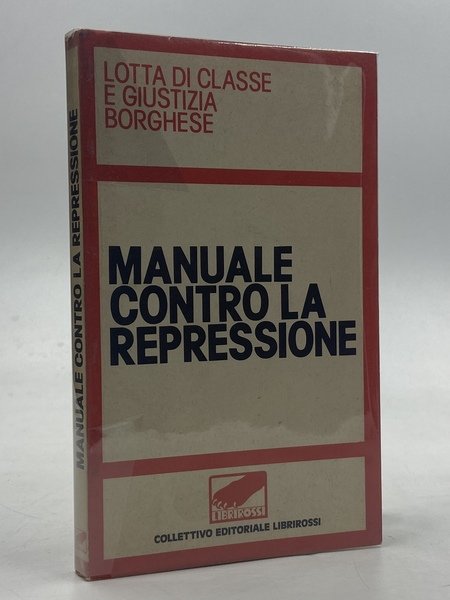 LOTTA DI CLASSE
E GIUSTIZIA
BORGHESE
MANUALE
CONTRO LA
REPRESSIONE
LIBRIROSSI
COLLETTIVO EDITORIALE LIBRIROSSI
MANUALE CONTRO LA REPRESSIONE